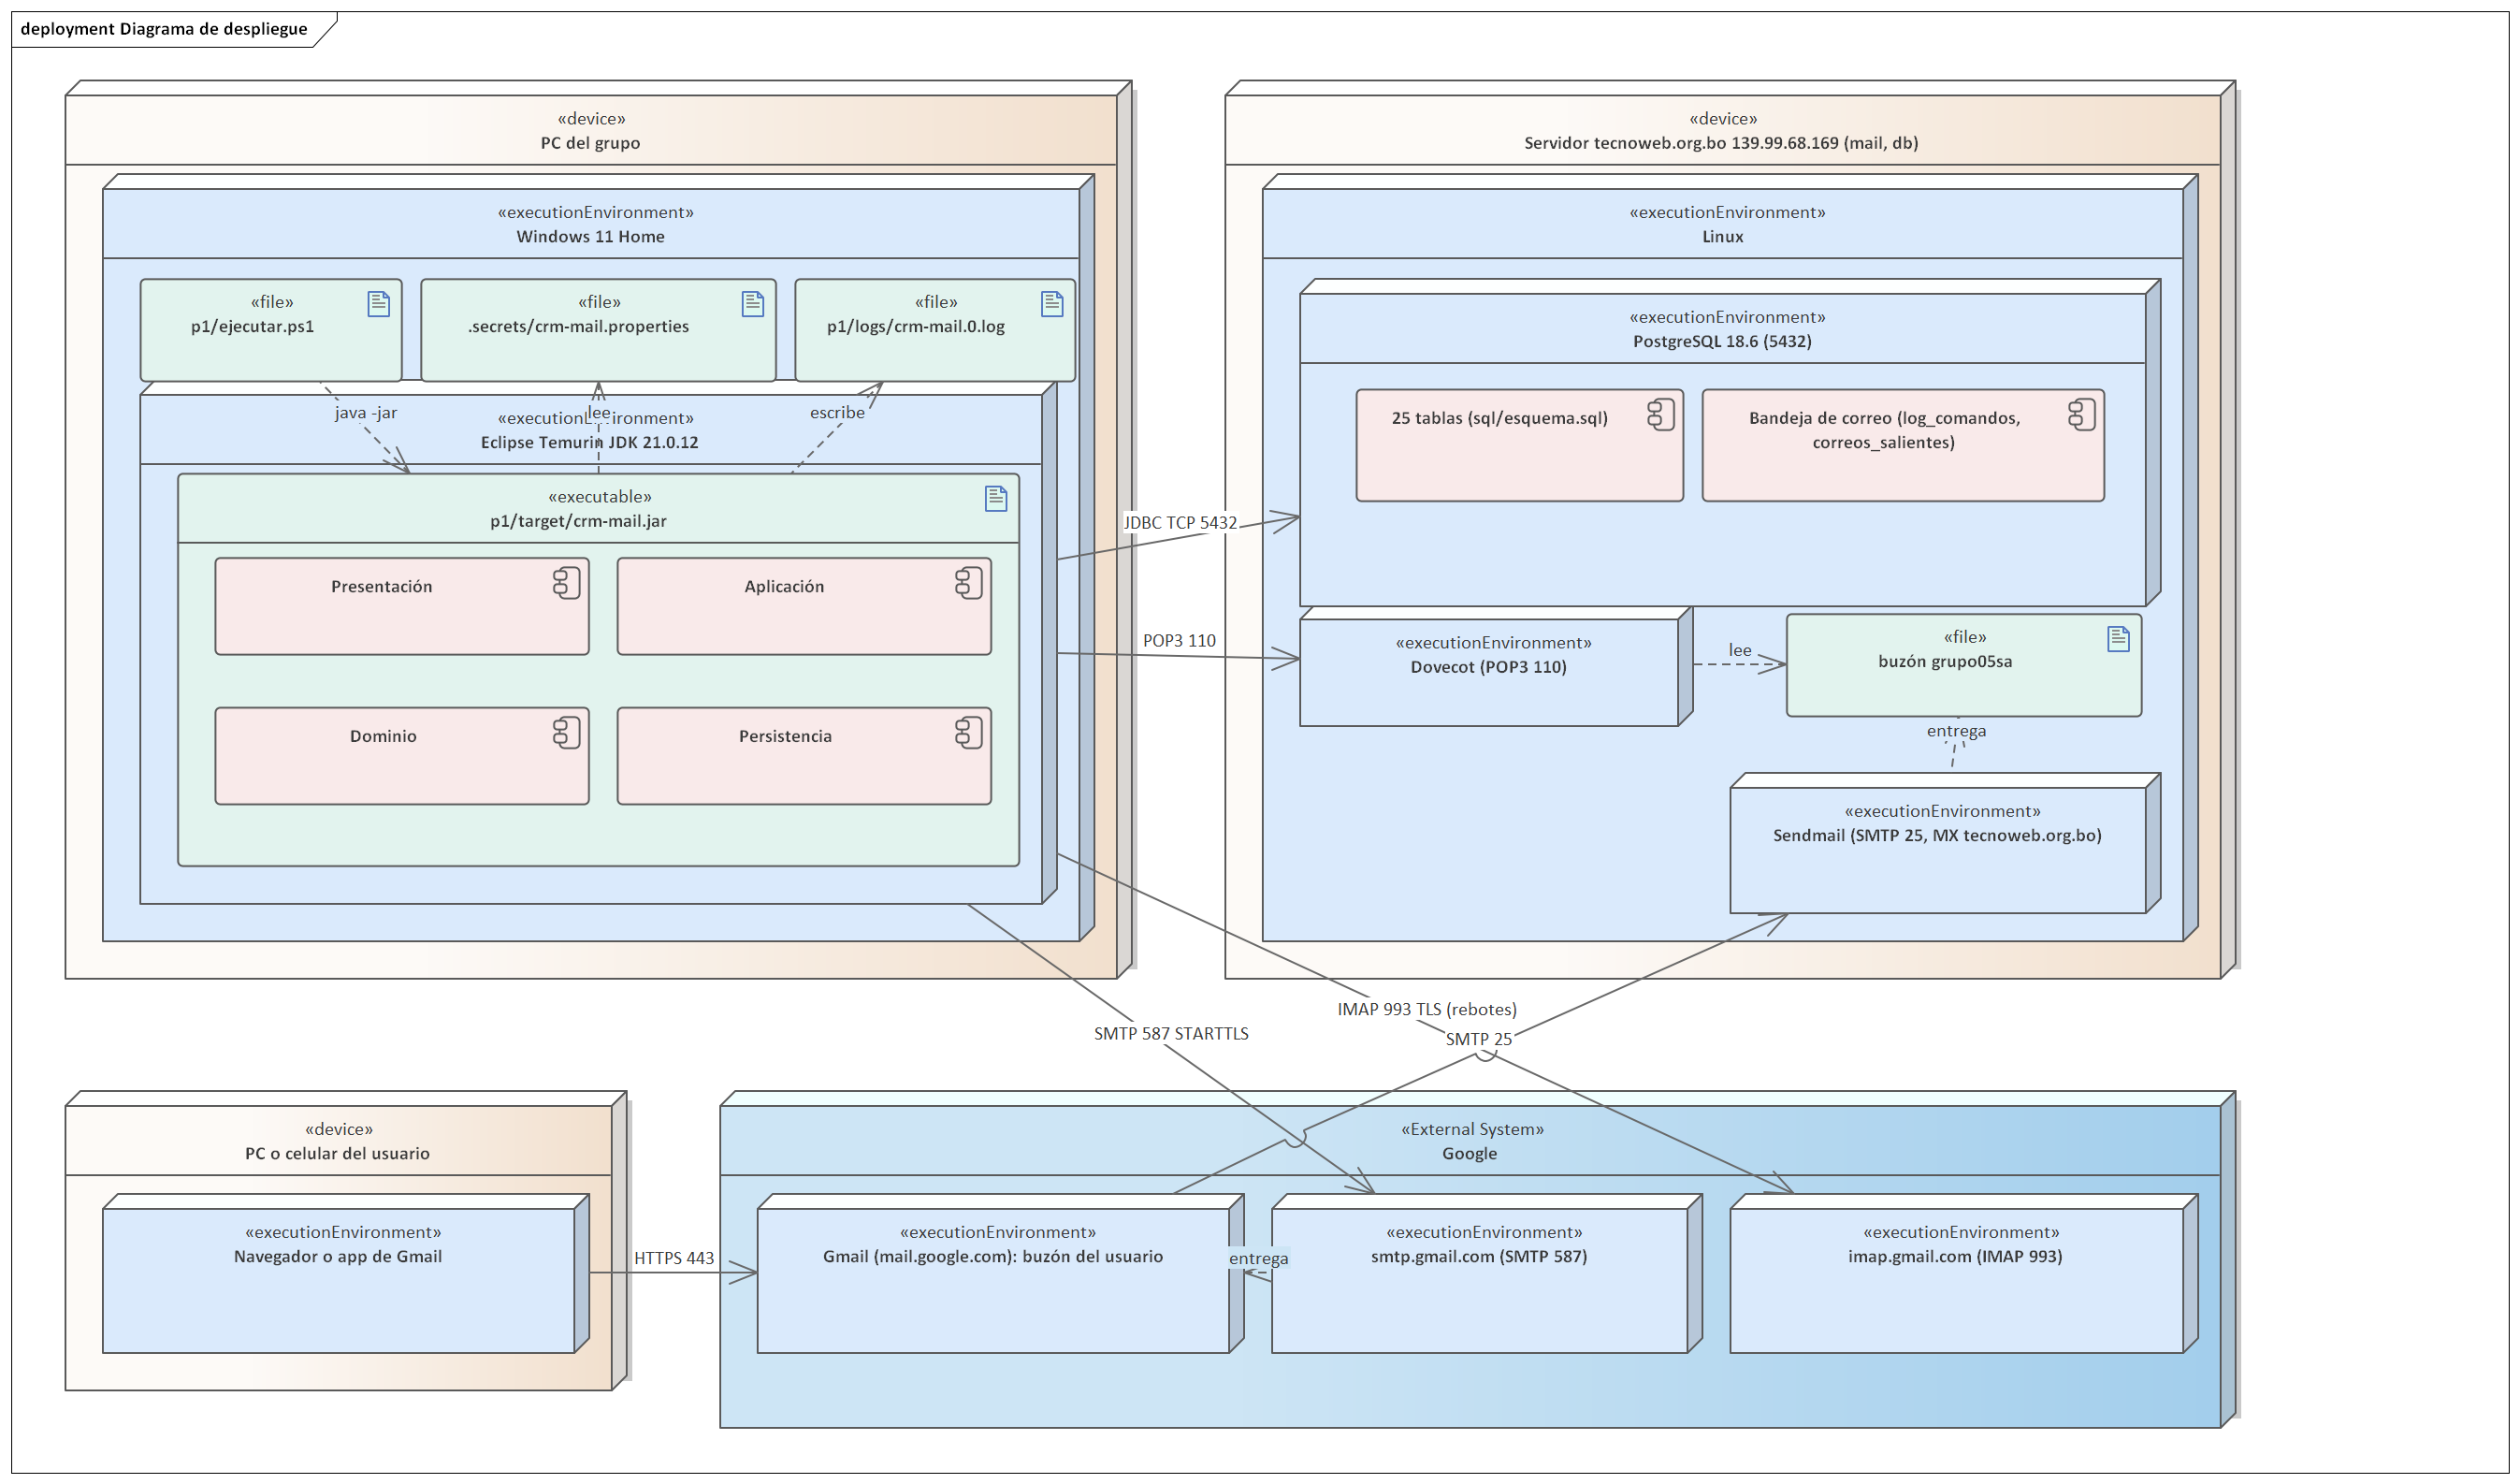 deployment Diagrama de despliegue
«device»
PC del grupo
«executionEnvironment»
Windows 11 Home
«file»
p1/ejecutar.ps1
«file»
.secrets/crm-mail.properties
«file»
p1/logs/crm-mail.0.log
java -jar
lee
escribe
«executionEnvironment»
Eclipse Temurin JDK 21.0.12
«executable»
p1/target/crm-mail.jar
Presentación
Aplicación
Dominio
Persistencia
«device»
Servidor tecnoweb.org.bo 139.99.68.169 (mail, db)
«executionEnvironment»
Linux
«executionEnvironment»
PostgreSQL 18.6 (5432)
25 tablas (sql/esquema.sql)
Bandeja de correo (log_comandos,
correos_salientes)
JDBC TCP 5432
POP3 110
«executionEnvironment»
Dovecot (POP3 110)
lee
«file»
buzón grupo05sa
entrega
«executionEnvironment»
Sendmail (SMTP 25, MX tecnoweb.org.bo)
IMAP 993 TLS (rebotes)
SMTP 587 STARTTLS
SMTP 25
«device»
PC o celular del usuario
«executionEnvironment»
Navegador o app de Gmail
HTTPS 443
«External System»
Google
«executionEnvironment»
Gmail (mail.google.com): buzón del usuario
entrega
«executionEnvironment»
smtp.gmail.com (SMTP 587)
«executionEnvironment»
imap.gmail.com (IMAP 993)